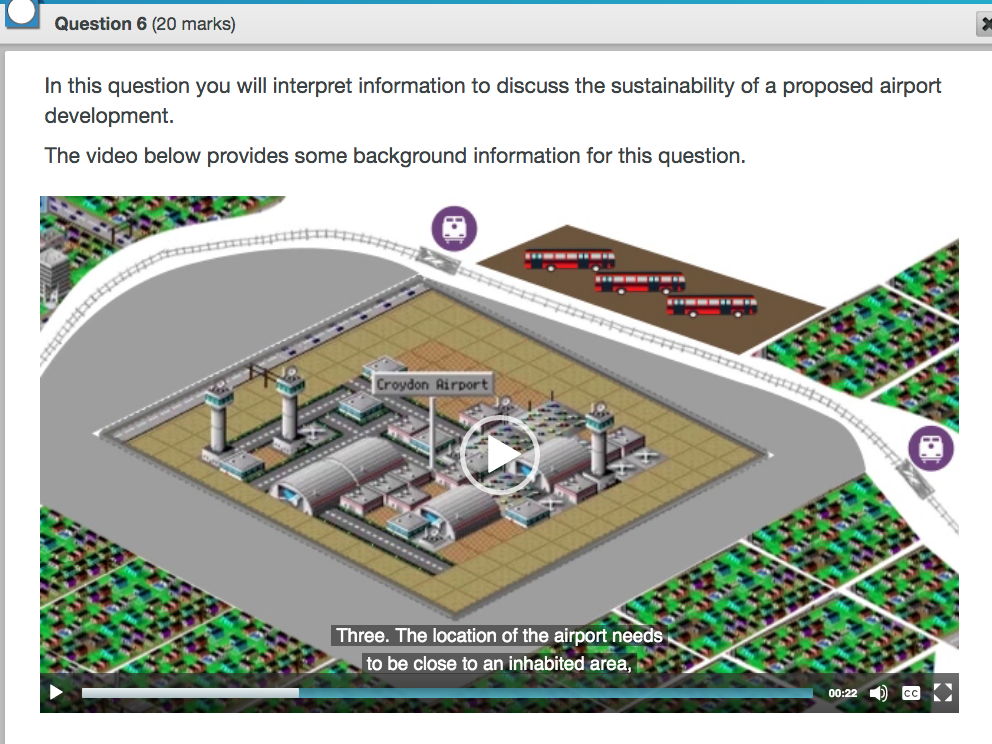 Question 6 (20 marks)
In this question you will interpret information to discuss the sustainability of a proposed airport
development.
The video below provides some background information for this question.
Croydon Airport
Three. The location of the airport needs
to be close to an inhabited area,
00:22
CC